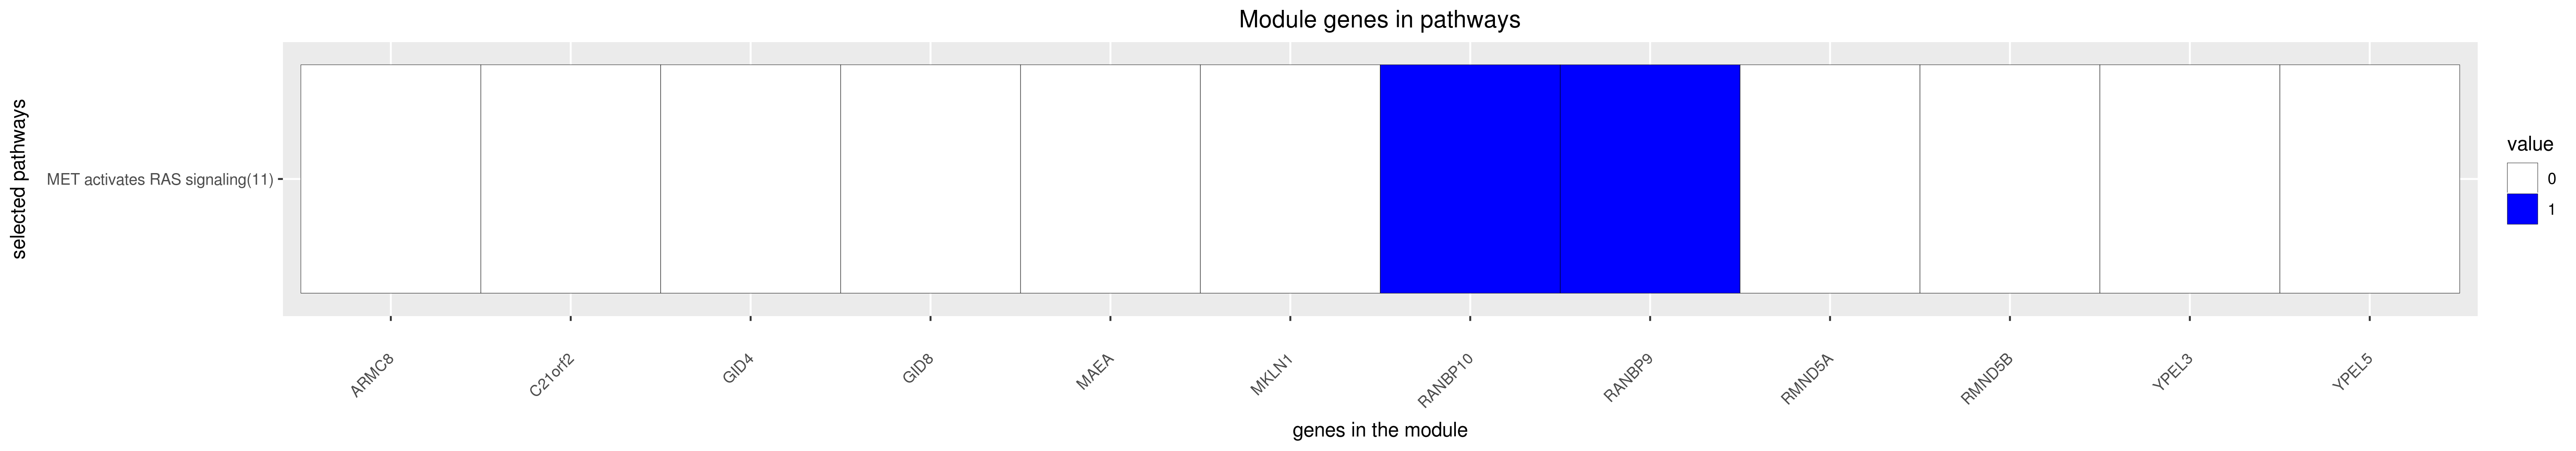 Module genes in pathways
selected pathways
MET activates RAS signaling(11)
value
0
1
ARMC8
C21orf2
GID4
GID8
MAEA
MKLN1
RANBP10
RANBP9
RMND5A
RMND5B
YPEL3
YPEL5
genes in the module